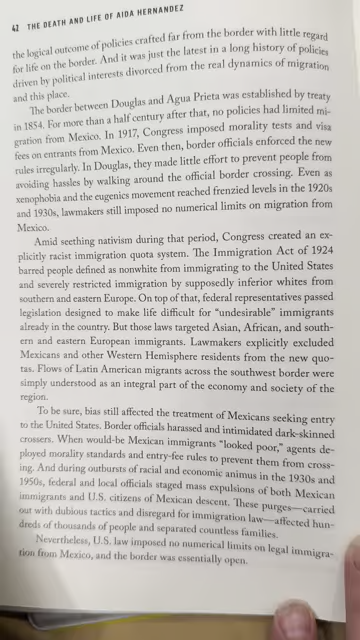 42 THE DEATH AND LIFE OF AIDA HERNANDEZ
the logical outcome of policies crafted far from the border with little regard
for life on the border. And it was just the latest in a long history of policies
driven by political interests divorced from the real dynamics of migration
and this place.
The border between Douglas and Agua Prieta was established by treaty
in 1854. For more than a half century after that, no policies had limited mi-
gration from Mexico. In 1917, Congress imposed morality tests and visa
fees on entrants from Mexico. Even then, border officials enforced the new
rules irregularly. In Douglas, they made little effort to prevent people from
avoiding hassles by walking around the official border crossing. Even as
xenophobia and the eugenics movement reached frenzied levels in the 1920s
and 1930s, lawmakers still imposed no numerical limits on migration from
Mexico.
Amid seething nativism during that period, Congress created an ex-
plicitly racist immigration quota system. The Immigration Act of 1924
barred people defined as nonwhite from immigrating to the United States
and severely restricted immigration by supposedly inferior whites from
southern and eastern Europe. On top of that, federal representatives passed
legislation designed to make life difficult for “undesirable” immigrants
already in the country. But those laws targeted Asian, African, and south-
ern and eastern European immigrants. Lawmakers explicitly excluded
Mexicans and other Western Hemisphere residents from the new quo-
tas. Flows of Latin American migrants across the southwest border were
simply understood as an integral part of the economy and society of the
region.
To be sure, bias still affected the treatment of Mexicans seeking entry
to the United States. Border officials harassed and intimidated dark-skinned
crossers. When would-be Mexican immigrants “looked poor,” agents de-
ployed morality standards and entry-fee rules to prevent them from cross-
ing. And during outbursts of racial and economic animus in the 1930s and
1950s, federal and local officials staged mass expulsions of both Mexican
immigrants and U.S. citizens of Mexican descent. These purges—carried
out with dubious tactics and disregard for immigration law—affected hun-
dreds of thousands of people and separated countless families.
Nevertheless, U.S. law imposed no numerical limits on legal immigra-
tion from Mexico, and the border was essentially open.